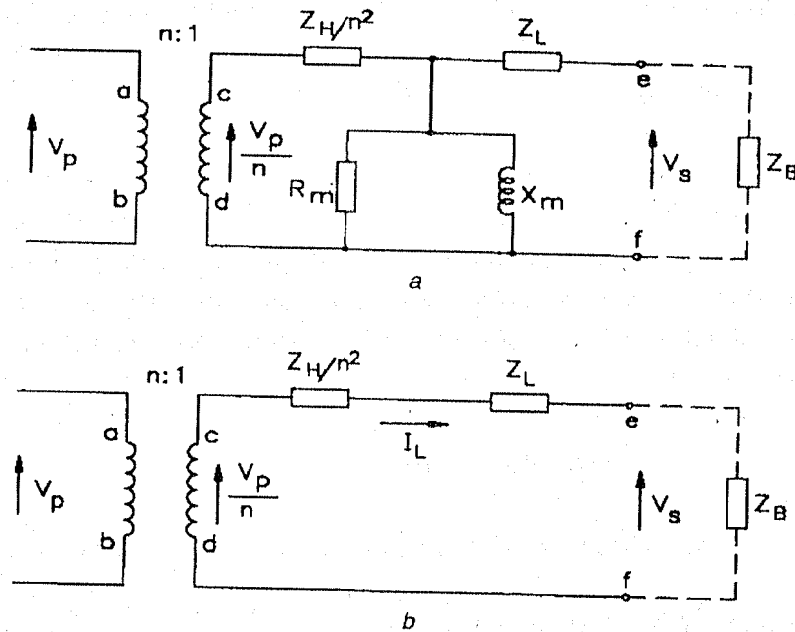 n:1
Z_H/n²
Z_L
a
c
e
V_p
V_p/n
R_m
X_m
V_s
Z_B
b
d
f
a
n:1
Z_H/n²
Z_L
a
c
I_L
e
V_p
V_p/n
V_s
Z_B
b
d
f
b